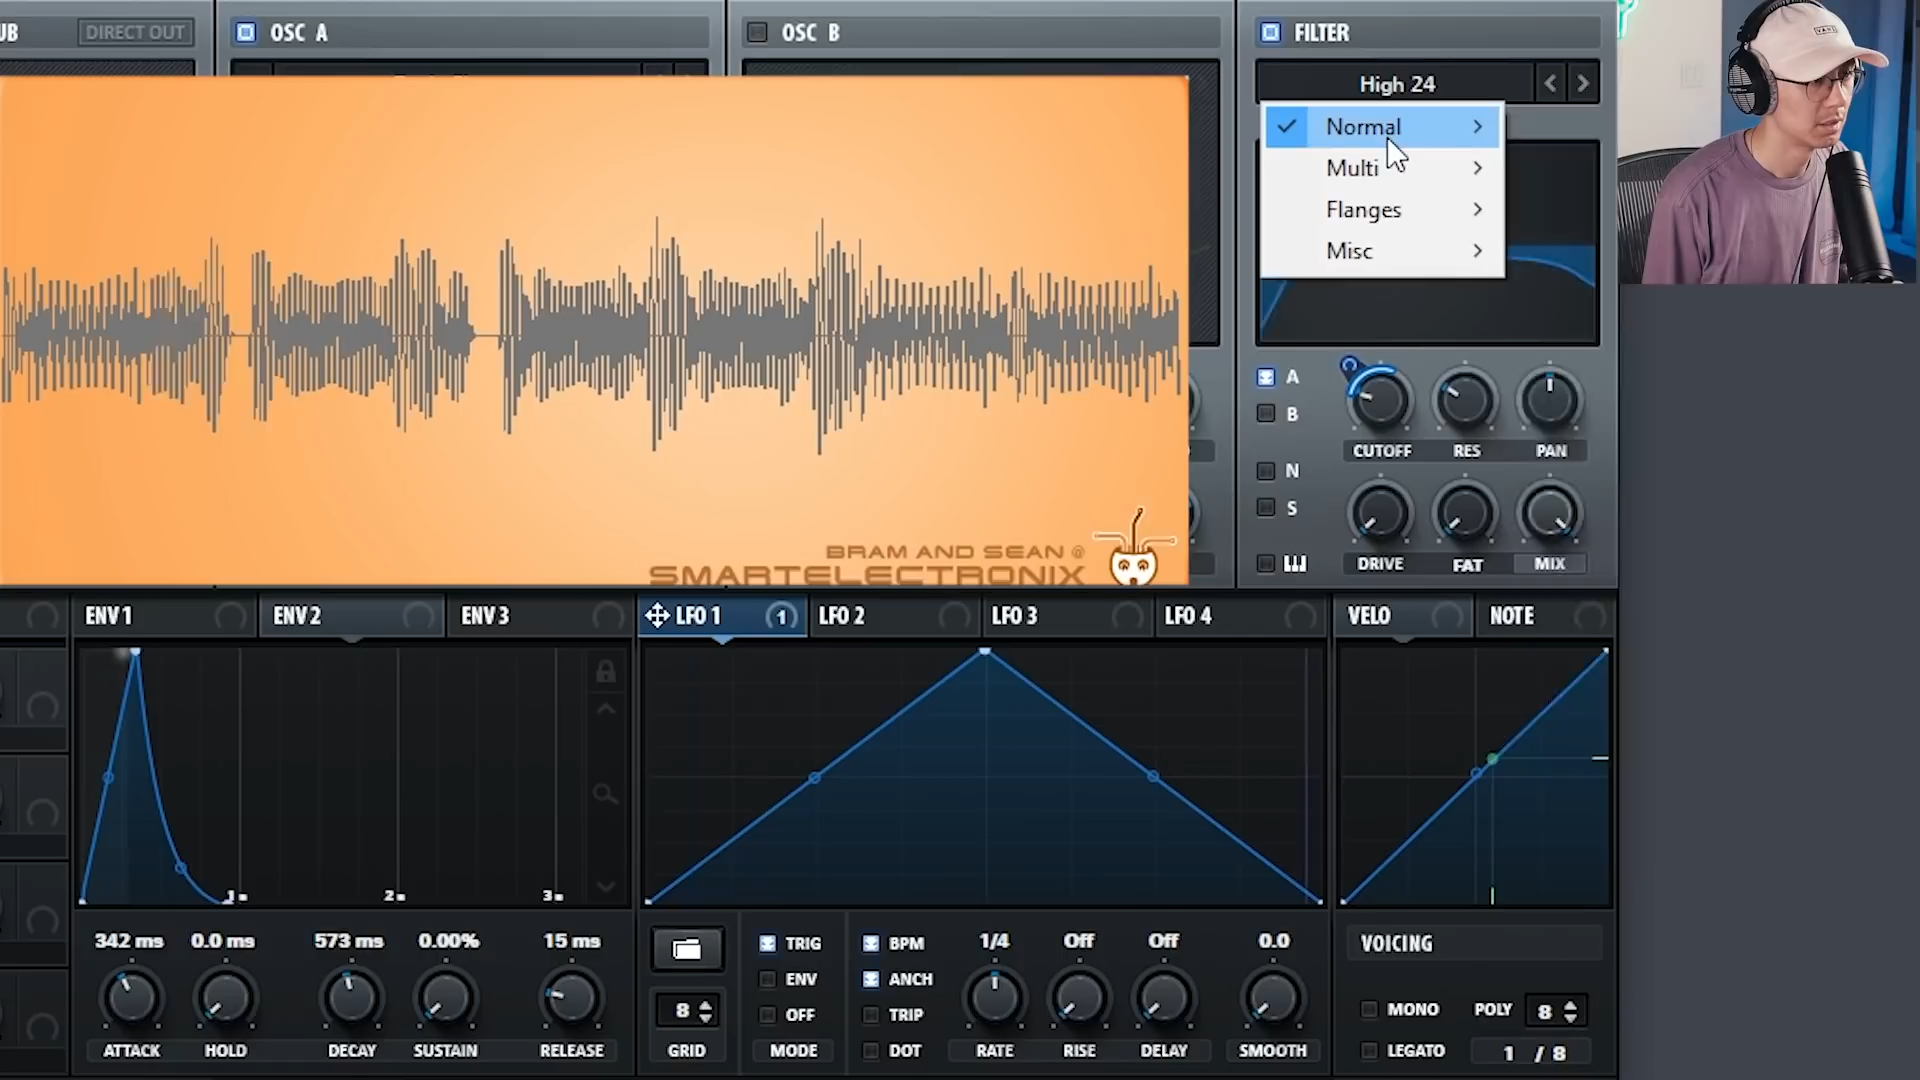 UB
DIRECT OUT
OSC A
OSC B
FILTER
High 24
Normal
Multi
Flanges
Misc
A
B
N
S
CUTOFF
RES
PAN
DRIVE
FAT
MIX
BRAM AND SEAN @
SMARTELECTRONIX
ENV 1
ENV 2
ENV 3
LFO 1
1
LFO 2
LFO 3
LFO 4
VELO
NOTE
1s
2s
3s
342 ms
0.0 ms
573 ms
0.00%
15 ms
ATTACK
HOLD
DECAY
SUSTAIN
RELEASE
8
GRID
TRIG
ENV
OFF
MODE
BPM
ANCH
TRIP
DOT
1/4
Off
Off
0.0
RATE
RISE
DELAY
SMOOTH
VOICING
MONO
POLY
8
LEGATO
1 / 8